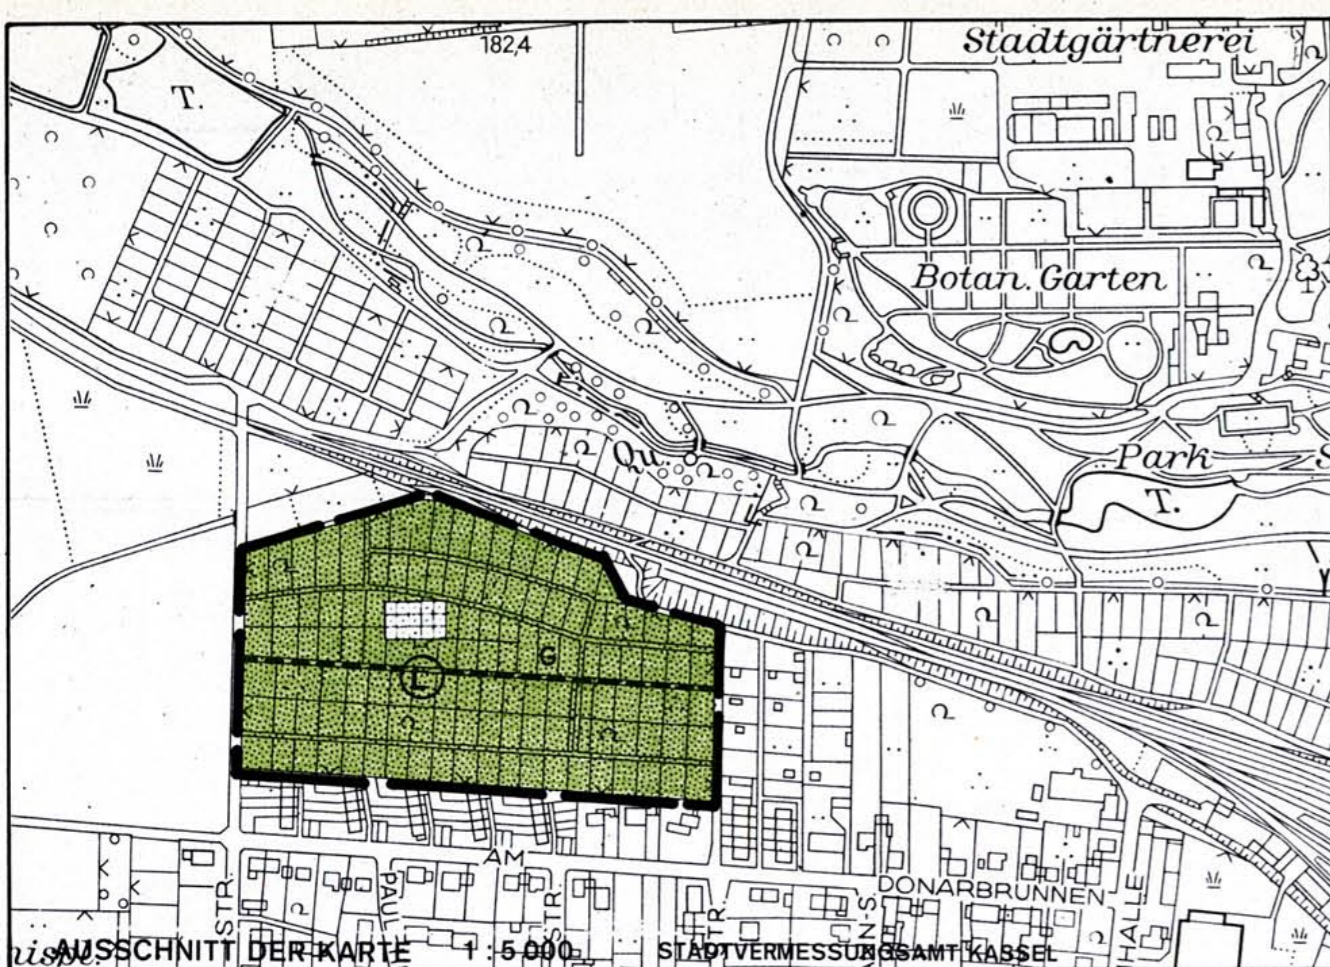 182,4
Stadtgärtnerei
T.
Botan. Garten
Qu.
Park
T.
G
L
AM
DONARBRUNNEN
STR.
PAUL
STR.
STR.
HALLE
AUSSCHNITT DER KARTE 1 : 5 000 STADTVERMESSUNGSAMT KASSEL